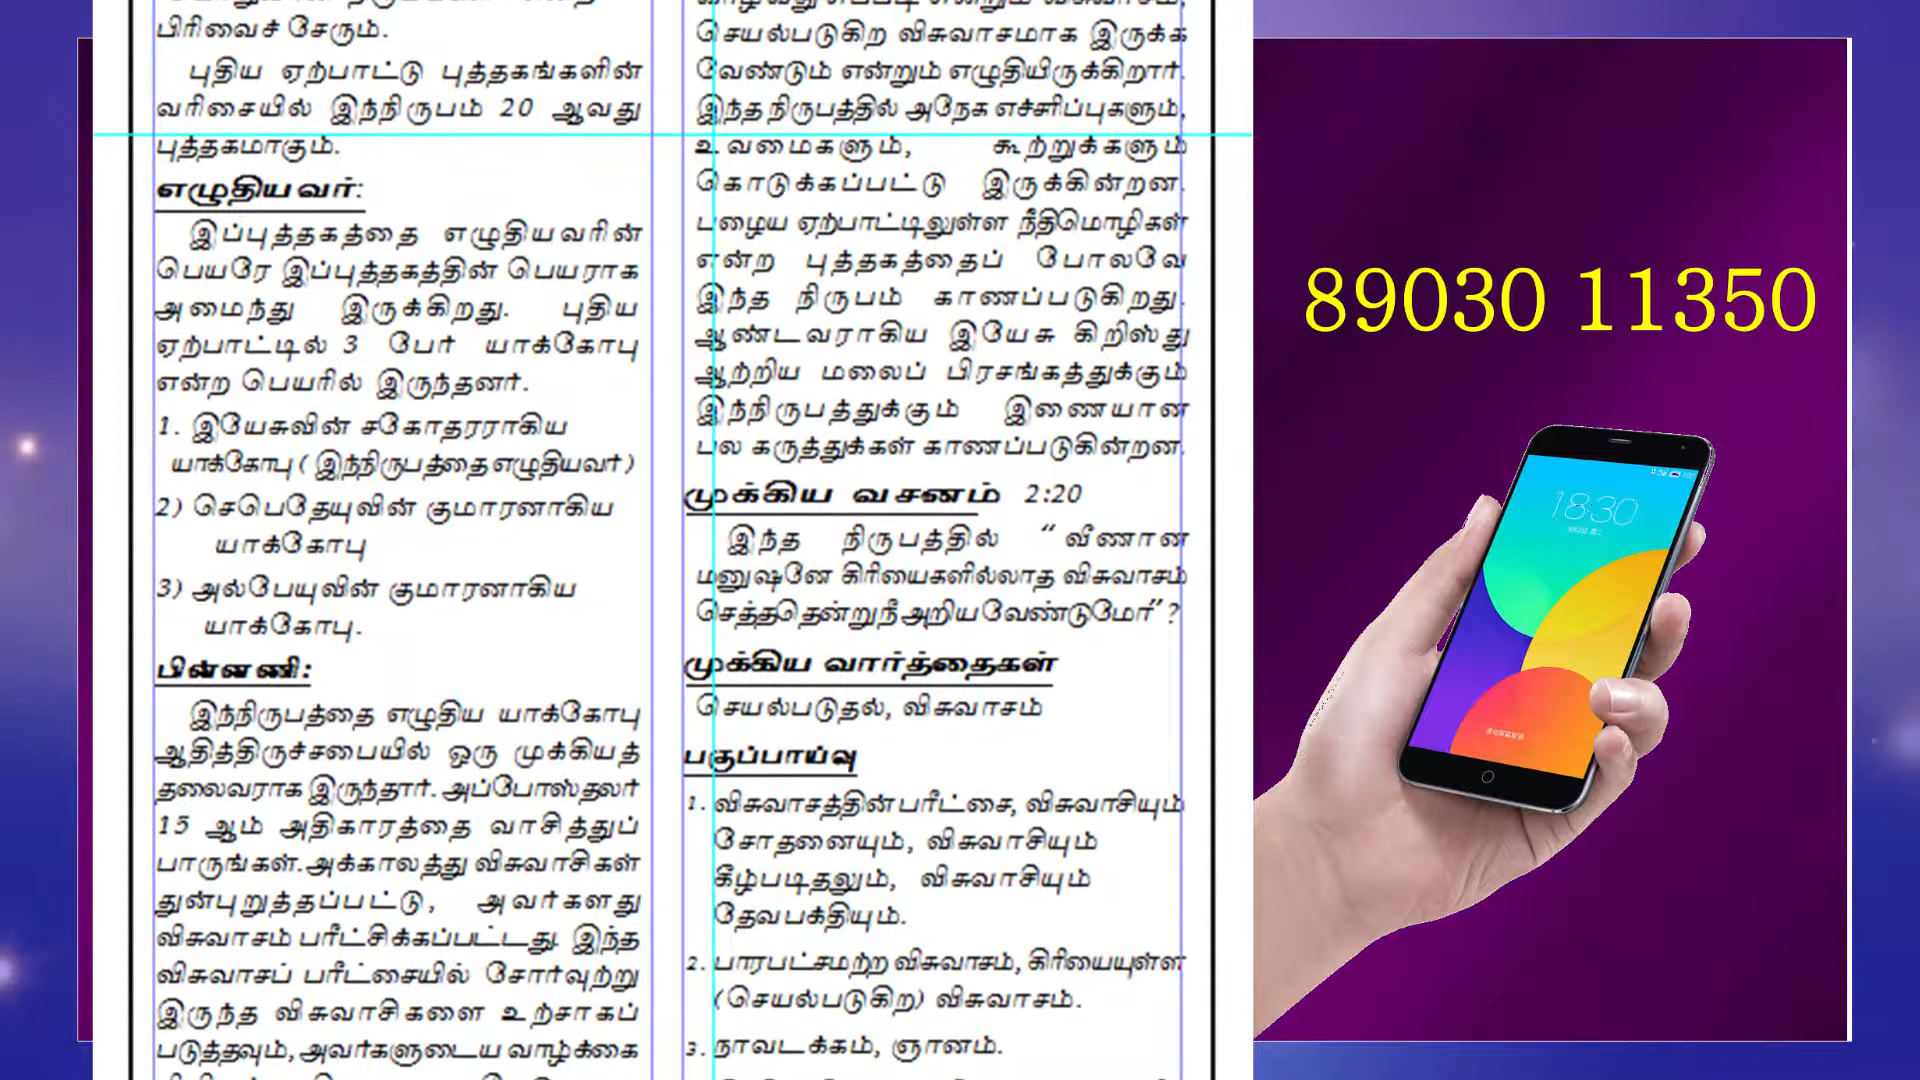 பிரிவைச் சேரும்.
புதிய ஏற்பாட்டு புத்தகங்களின்
வரிசையில் இந்நிருபம் 20 ஆவது
புத்தகமாகும்.
எழுதியவர்:
இப்புத்தகத்தை எழுதியவரின்
பெயரே இப்புத்தகத்தின் பெயராக
அமைந்து இருக்கிறது. புதிய
ஏற்பாட்டில் 3 பேர் யாக்கோபு
என்ற பெயரில் இருந்தனர்.
1. இயேசுவின் சகோதரராகிய
யாக்கோபு ( இந்நிருபத்தை எழுதியவர் )
2) செபெதேயுவின் குமாரனாகிய
யாக்கோபு
3) அல்பேயுவின் குமாரனாகிய
யாக்கோபு.
பின்னணி:
இந்நிருபத்தை எழுதிய யாக்கோபு
ஆதித்திருச்சபையில் ஒரு முக்கியத்
தலைவராக இருந்தார். அப்போஸ்தலர்
15 ஆம் அதிகாரத்தை வாசித்துப்
பாருங்கள். அக்காலத்து விசுவாசிகள்
துன்புறுத்தப்பட்டு, அவர்களது
விசுவாசம் பரீட்சிக்கப்பட்டது. இந்த
விசுவாசப் பரீட்சையில் சோர்வுற்று
இருந்த விசுவாசிகளை உற்சாகப்
படுத்தவும், அவர்களுடைய வாழ்க்கை
செயல்படுகிற விசுவாசமாக இருக்க
வேண்டும் என்றும் எழுதியிருக்கிறார்.
இந்த நிருபத்தில் அநேக எச்சரிப்புகளும்,
உவமைகளும், கூற்றுக்களும்
கொடுக்கப்பட்டு இருக்கின்றன.
பழைய ஏற்பாட்டிலுள்ள நீதிமொழிகள்
என்ற புத்தகத்தைப் போலவே
இந்த நிருபம் காணப்படுகிறது.
ஆண்டவராகிய இயேசு கிறிஸ்து
ஆற்றிய மலைப் பிரசங்கத்துக்கும்
இந்நிருபத்துக்கும் இணையான
பல கருத்துக்கள் காணப்படுகின்றன.
முக்கிய வசனம் 2:20
இந்த நிருபத்தில் “ வீணான
மனுஷனே கிரியைகளில்லாத விசுவாசம்
செத்ததென்று நீ அறிய வேண்டுமோ” ?
முக்கிய வார்த்தைகள்
செயல்படுதல், விசுவாசம்
பகுப்பாய்வு
1. விசுவாசத்தின் பரீட்சை, விசுவாசியும்
சோதனையும், விசுவாசியும்
கீழ்படிதலும், விசுவாசியும்
தேவபக்தியும்.
2. பாரபட்சமற்ற விசுவாசம், கிரியையுள்ள
(செயல்படுகிற) விசுவாசம்.
3. நாவடக்கம், ஞானம்.
89030 11350
18:30